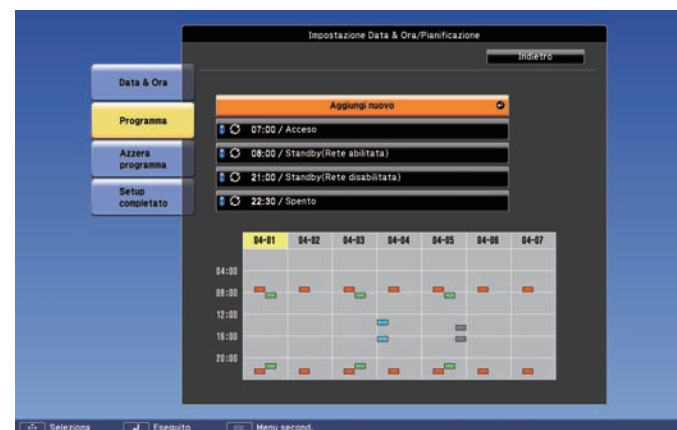 Impostazione Data & Ora/Pianificazione
Indietro
Data & Ora
Programma
Azzera
programma
Setup
completato
Aggiungi nuovo
07:00 / Acceso
08:00 / Standby(Rete abilitata)
21:00 / Standby(Rete disabilitata)
22:30 / Spento
04-01 04-02 04-03 04-04 04-05 04-06 04-07
04:00
08:00
12:00
16:00
20:00
Seleziona Eseguito Menu second.